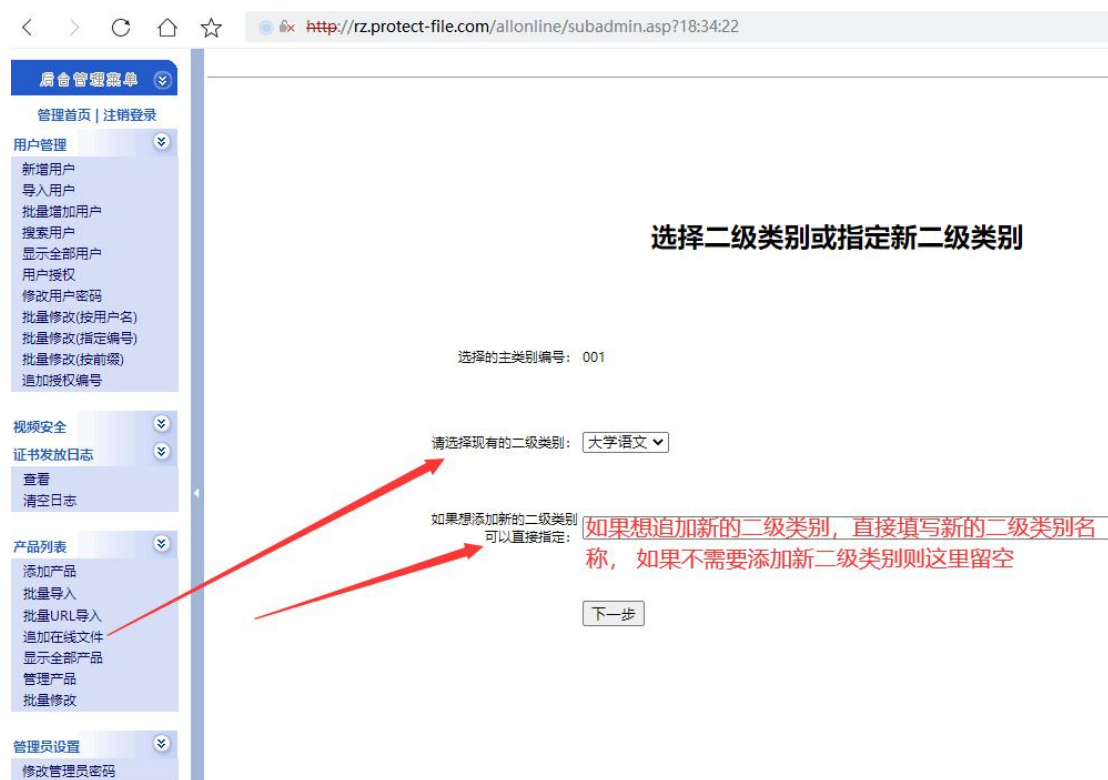 http://rz.protect-file.com/allonline/subadmin.asp?18:34:22
后台管理菜单
管理首页 | 注销登录
用户管理
新增用户
导入用户
批量增加用户
搜索用户
显示全部用户
用户授权
修改用户密码
批量修改(按用户名)
批量修改(指定编号)
批量修改(按前缀)
追加授权编号
视频安全
证书发放日志
查看
清空日志
产品列表
添加产品
批量导入
批量URL导入
追加在线文件
显示全部产品
管理产品
批量修改
管理员设置
修改管理员密码
选择二级类别或指定新二级类别
选择的主类别编号： 001
请选择现有的二级类别： 大学语文
如果想添加新的二级类别
可以直接指定：
如果想追加新的二级类别，直接填写新的二级类别名
称， 如果不需要添加新二级类别则这里留空
下一步